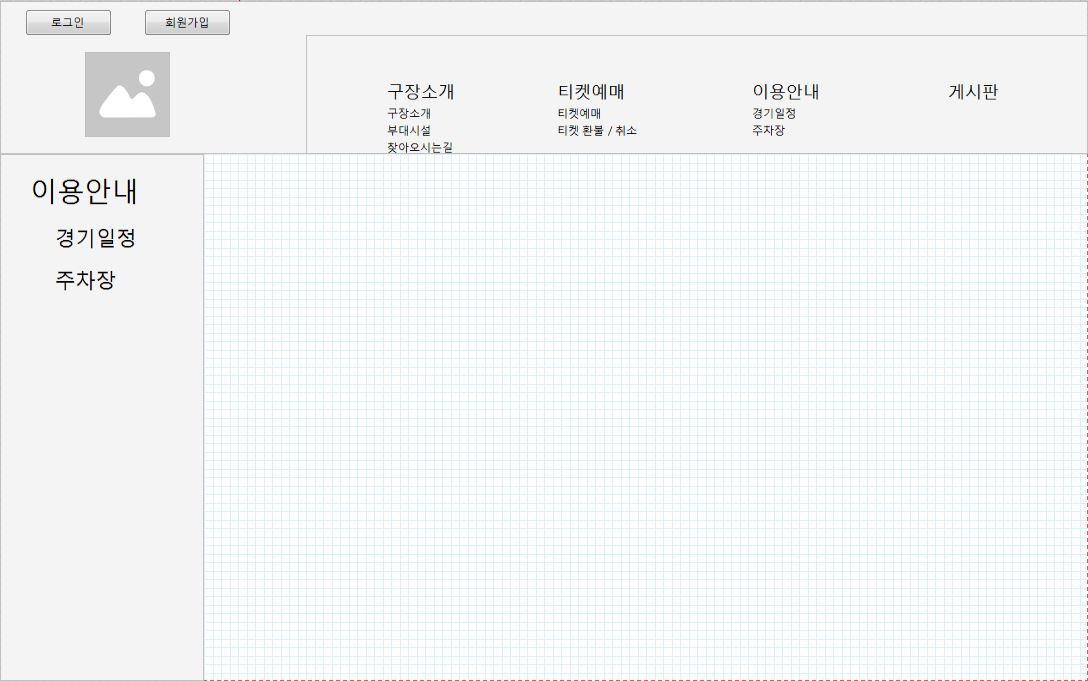 로그인 회원가입
구장소개 티켓예매 이용안내 게시판
구장소개 티켓예매 경기일정
부대시설 티켓 환불 / 취소 주차장
찾아오시는길
이용안내
경기일정
주차장